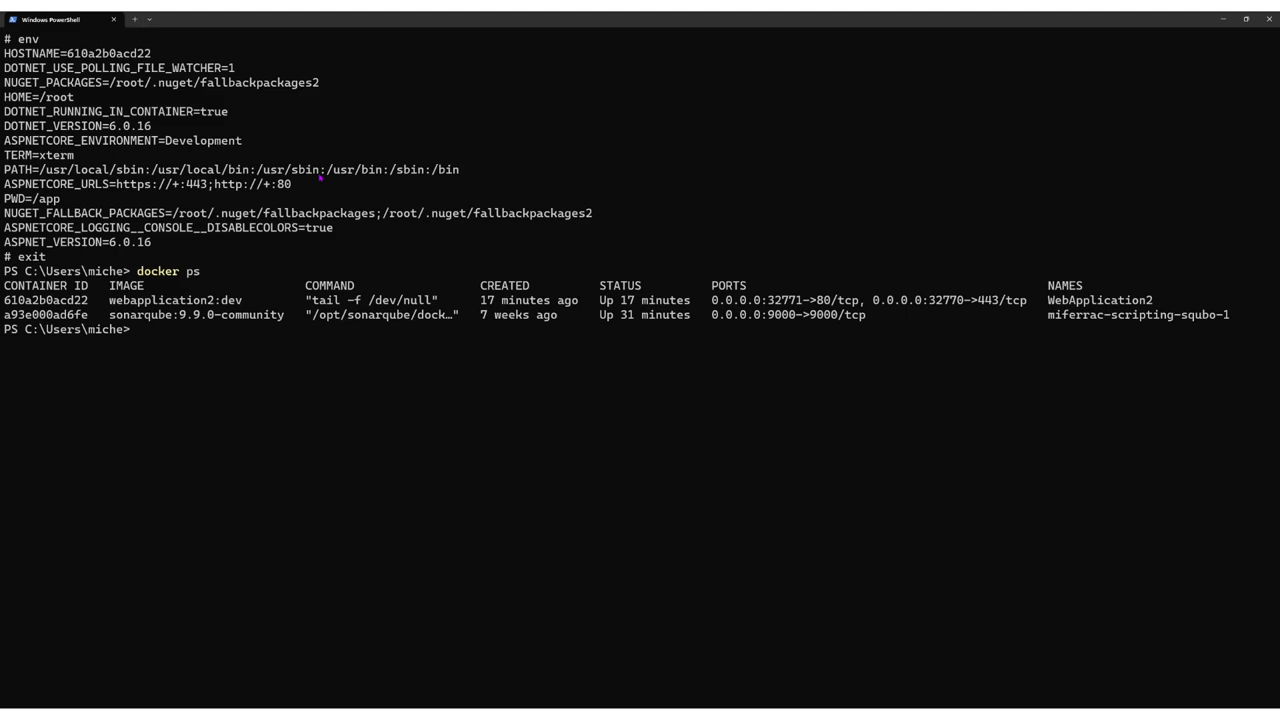 Windows PowerShell
# env
HOSTNAME=610a2b0acd22
DOTNET_USE_POLLING_FILE_WATCHER=1
NUGET_PACKAGES=/root/.nuget/fallbackpackages2
HOME=/root
DOTNET_RUNNING_IN_CONTAINER=true
DOTNET_VERSION=6.0.16
ASPNETCORE_ENVIRONMENT=Development
TERM=xterm
PATH=/usr/local/sbin:/usr/local/bin:/usr/sbin:/usr/bin:/sbin:/bin
ASPNETCORE_URLS=https://+:443;http://+:80
PWD=/app
NUGET_FALLBACK_PACKAGES=/root/.nuget/fallbackpackages;/root/.nuget/fallbackpackages2
ASPNETCORE_LOGGING__CONSOLE__DISABLECOLORS=true
ASPNET_VERSION=6.0.16
# exit
PS C:\Users\miche> docker ps
CONTAINER ID IMAGE COMMAND CREATED STATUS PORTS NAMES
610a2b0acd22 webapplication2:dev "tail -f /dev/null" 17 minutes ago Up 17 minutes 0.0.0.0:32771->80/tcp, 0.0.0.0:32770->443/tcp WebApplication2
a93e000ad6fe sonarqube:9.9.0-community "/opt/sonarqube/dock…" 7 weeks ago Up 31 minutes 0.0.0.0:9000->9000/tcp miferrac-scripting-squbo-1
PS C:\Users\miche>